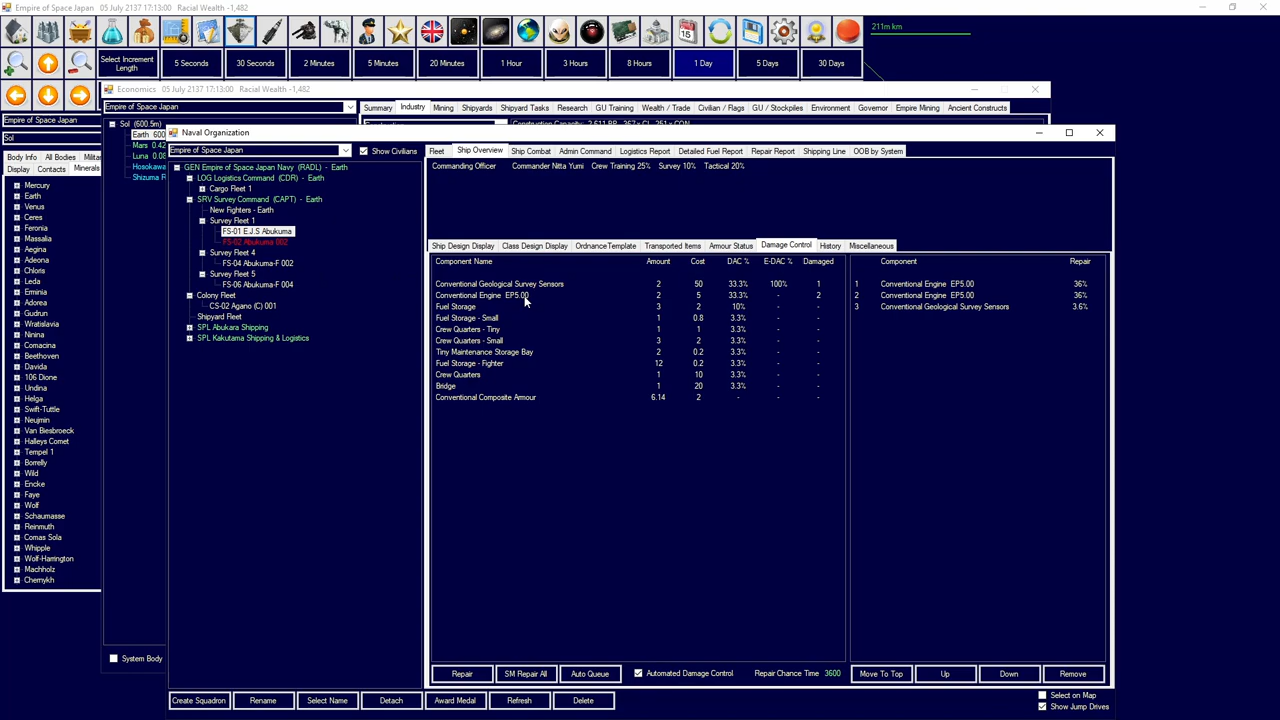 Empire of Space Japan   05 July 2137 17:13:00   Racial Wealth -1,482
211m km
Select Increment Length
5 Seconds
30 Seconds
2 Minutes
5 Minutes
20 Minutes
1 Hour
3 Hours
8 Hours
1 Day
5 Days
30 Days
Economics   05 July 2137 17:13:00   Racial Wealth -1,482
Empire of Space Japan
Summary Industry Mining Shipyards Shipyard Tasks Research GU Training Wealth / Trade Civilian / Flags GU / Stockpiles Environment Governor Empire Mining Ancient Constructs
Empire of Space Japan
Sol
Body Info All Bodies
Display Contacts Minerals
Mercury
Earth
Venus
Ceres
Feronia
Massalia
Aegina
Adeona
Chloris
Leda
Erminia
Adorea
Gudrun
Wratislavia
Ninina
Comacina
Beethoven
Davida
106 Dione
Undina
Helga
Swift-Tuttle
Neujmin
Van Biesbroeck
Halleys Comet
Tempel 1
Borrelly
Wild
Encke
Faye
Wolf
Schaumasse
Reinmuth
Comas Sola
Whipple
Wolf-Harrington
Machholz
Chernykh
Sol (600.5m)
Earth 600
Mars 0.42
Luna 0.08
Hosokawa
Shizuma R
System Body
Naval Organization
Empire of Space Japan
Show Civilians
GEN Empire of Space Japan Navy (RADL) - Earth
LOG Logistics Command (CDR) - Earth
Cargo Fleet 1
SRV Survey Command (CAPT) - Earth
New Fighters - Earth
Survey Fleet 1
FS-01 E.J.S Abukuma
FS-02 Abukuma 002
Survey Fleet 4
FS-04 Abukuma-F 002
Survey Fleet 5
FS-06 Abukuma-F 004
Colony Fleet
CS-02 Agano (C) 001
Shipyard Fleet
SPL Abukara Shipping
SPL Kakutama Shipping & Logistics
Fleet Ship Overview Ship Combat Admin Command Logistics Report Detailed Fuel Report Repair Report Shipping Line OOB by System
Commanding Officer Commander Nitta Yumi Crew Training 25% Survey 10% Tactical 20%
Ship Design Display Class Design Display Ordnance Template Transported Items Armour Status Damage Control History Miscellaneous
Component Name Amount Cost DAC % E-DAC % Damaged
Conventional Geological Survey Sensors 2 50 33.3% 100% 1
Conventional Engine EP5.00 2 5 33.3% - 2
Fuel Storage 3 2 10% - -
Fuel Storage - Small 1 0.8 3.3% - -
Crew Quarters - Tiny 1 1 3.3% - -
Crew Quarters - Small 3 2 3.3% - -
Tiny Maintenance Storage Bay 2 0.2 3.3% - -
Fuel Storage - Fighter 12 0.2 3.3% - -
Crew Quarters 1 10 3.3% - -
Bridge 1 20 3.3% - -
Conventional Composite Armour 6.14 2 - - -
Component Repair
1 Conventional Engine EP5.00 36%
2 Conventional Engine EP5.00 36%
3 Conventional Geological Survey Sensors 3.6%
Repair
SM Repair All
Auto Queue
Automated Damage Control
Repair Chance Time 3600
Move To Top
Up
Down
Remove
Create Squadron
Rename
Select Name
Detach
Award Medal
Refresh
Delete
Select on Map
Show Jump Drives